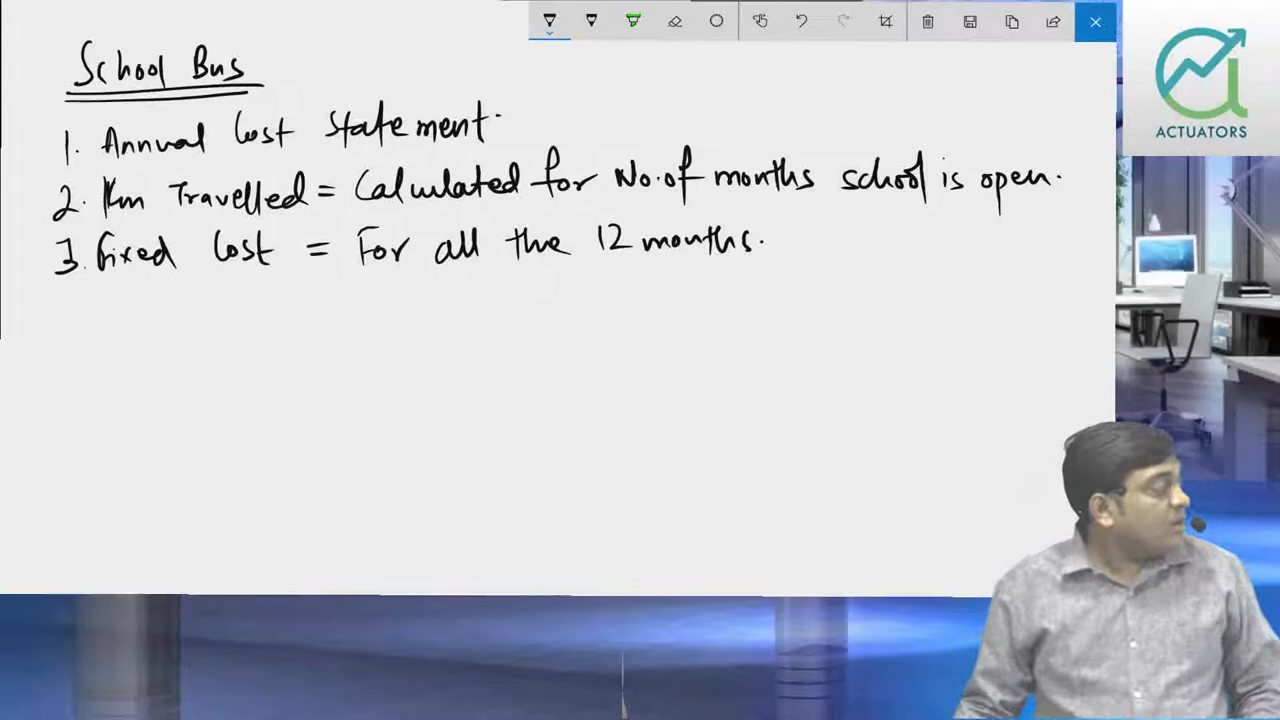 School Bus
1. Annual Cost Statement.
2. Km Travelled = Calculated for No. of months school is open.
3. Fixed Cost = For all the 12 months.
ACTUATORS